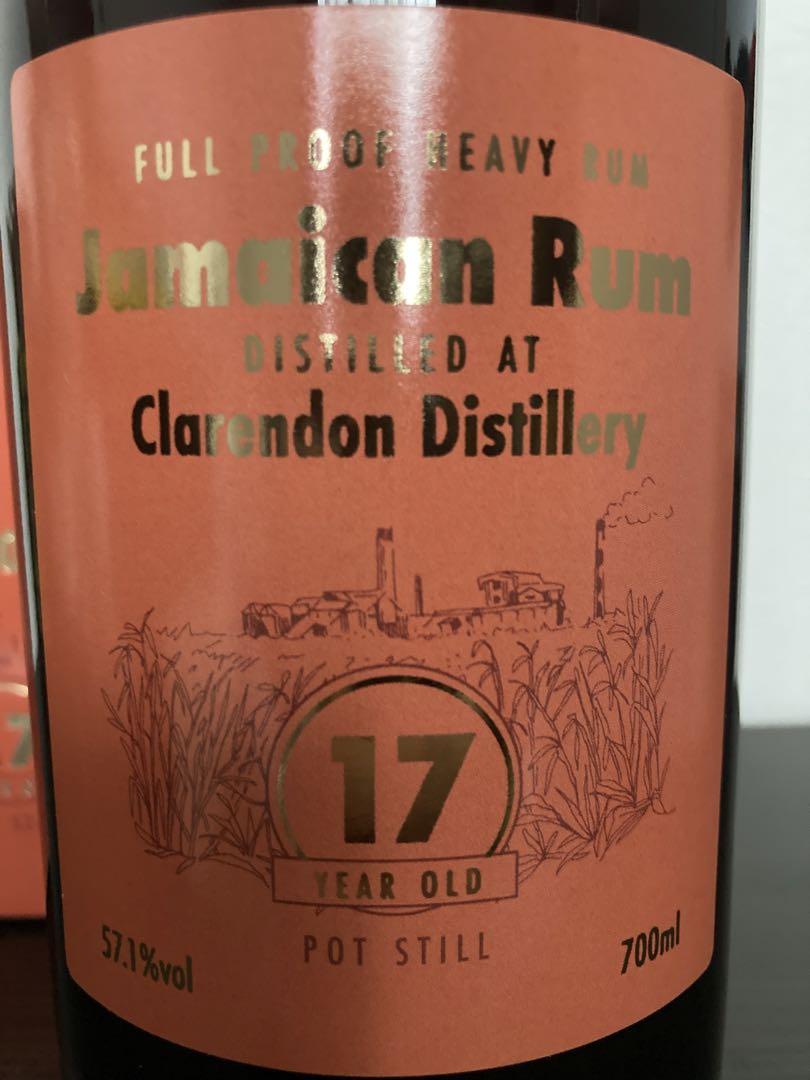 FULL PROOF HEAVY RUM
Jamaican Rum
DISTILLED AT
Clarendon Distillery
17
YEAR OLD
POT STILL
57.1%vol
700ml